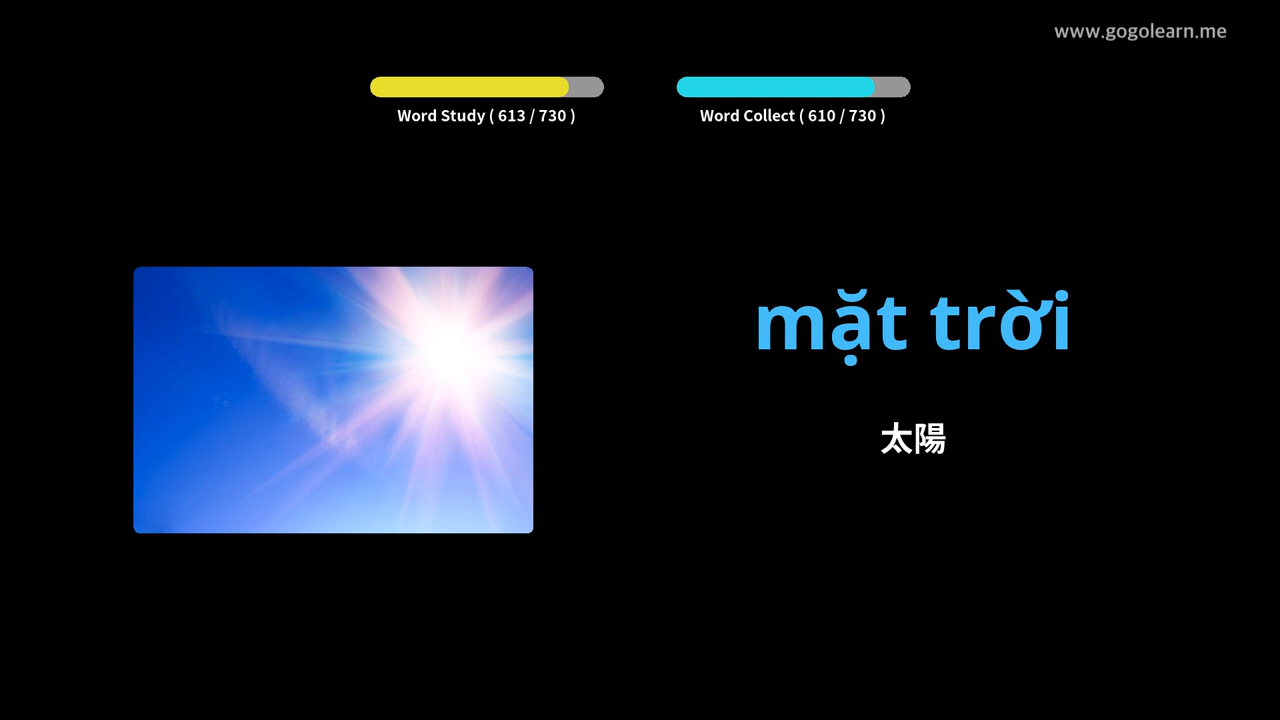 www.gogolearn.me
Word Study ( 613 / 730 )
Word Collect ( 610 / 730 )
mặt trời
太陽